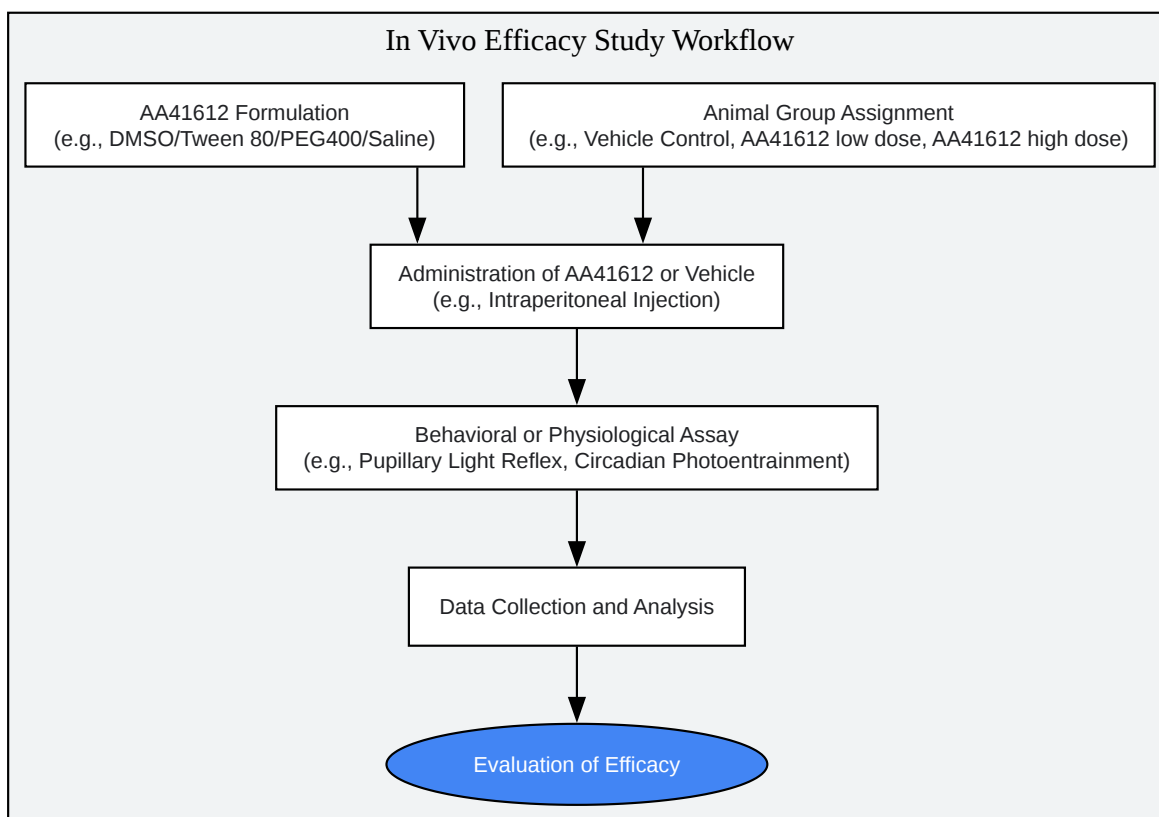 In Vivo Efficacy Study Workflow
AA41612 Formulation
(e.g., DMSO/Tween 80/PEG400/Saline)
Animal Group Assignment
(e.g., Vehicle Control, AA41612 low dose, AA41612 high dose)
Administration of AA41612 or Vehicle
(e.g., Intraperitoneal Injection)
Behavioral or Physiological Assay
(e.g., Pupillary Light Reflex, Circadian Photoentrainment)
Data Collection and Analysis
Evaluation of Efficacy